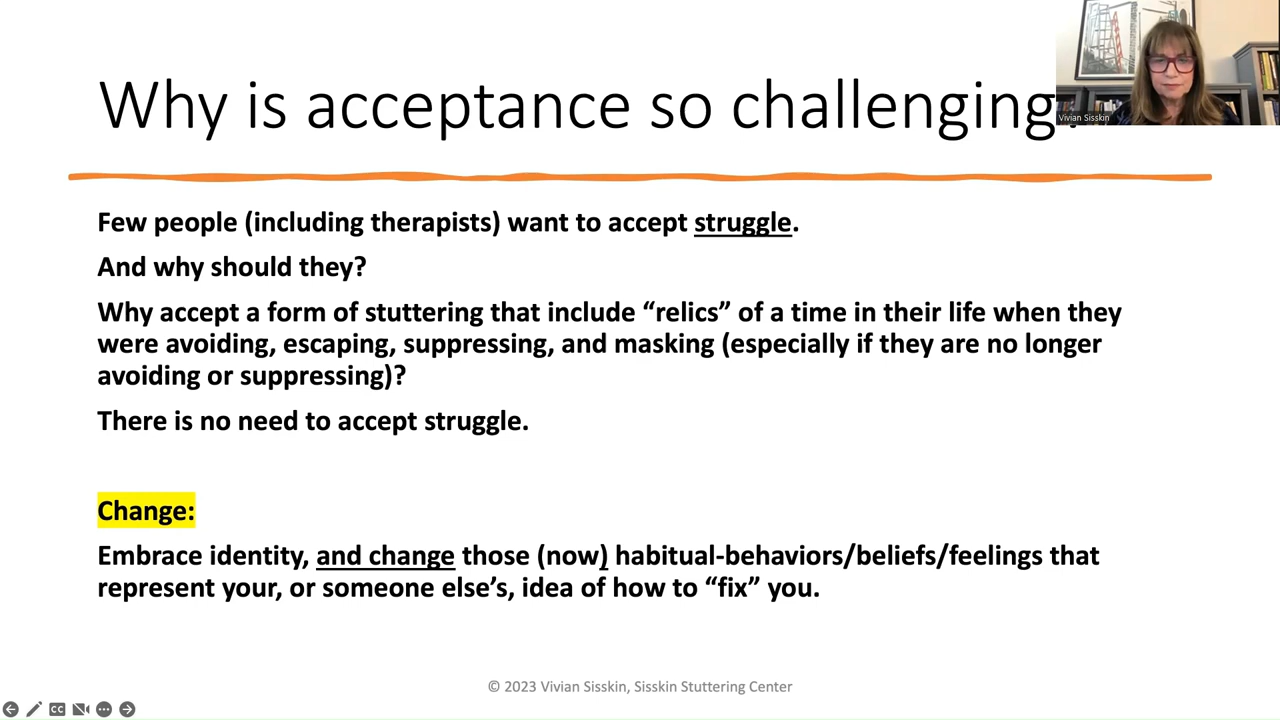 Why is acceptance so challenging?
Vivian Sisskin
Few people (including therapists) want to accept struggle.
And why should they?
Why accept a form of stuttering that include “relics” of a time in their life when they
were avoiding, escaping, suppressing, and masking (especially if they are no longer
avoiding or suppressing)?
There is no need to accept struggle.
Change:
Embrace identity, and change those (now) habitual-behaviors/beliefs/feelings that
represent your, or someone else’s, idea of how to “fix” you.
© 2023 Vivian Sisskin, Sisskin Stuttering Center
CC